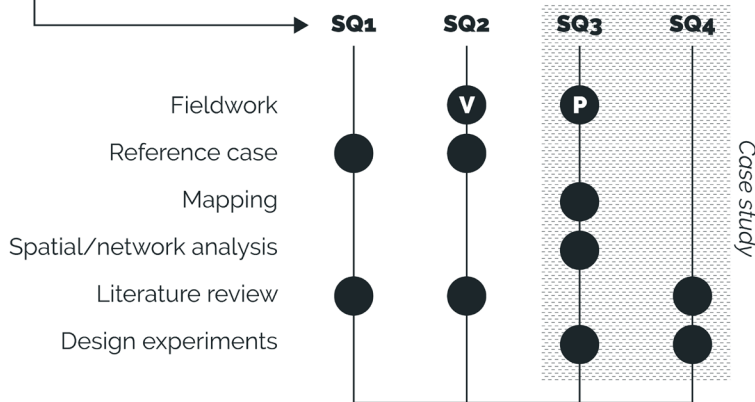 SQ1 SQ2 SQ3 SQ4
Fieldwork V P
Reference case
Mapping
Spatial/network analysis
Literature review
Design experiments
Case study